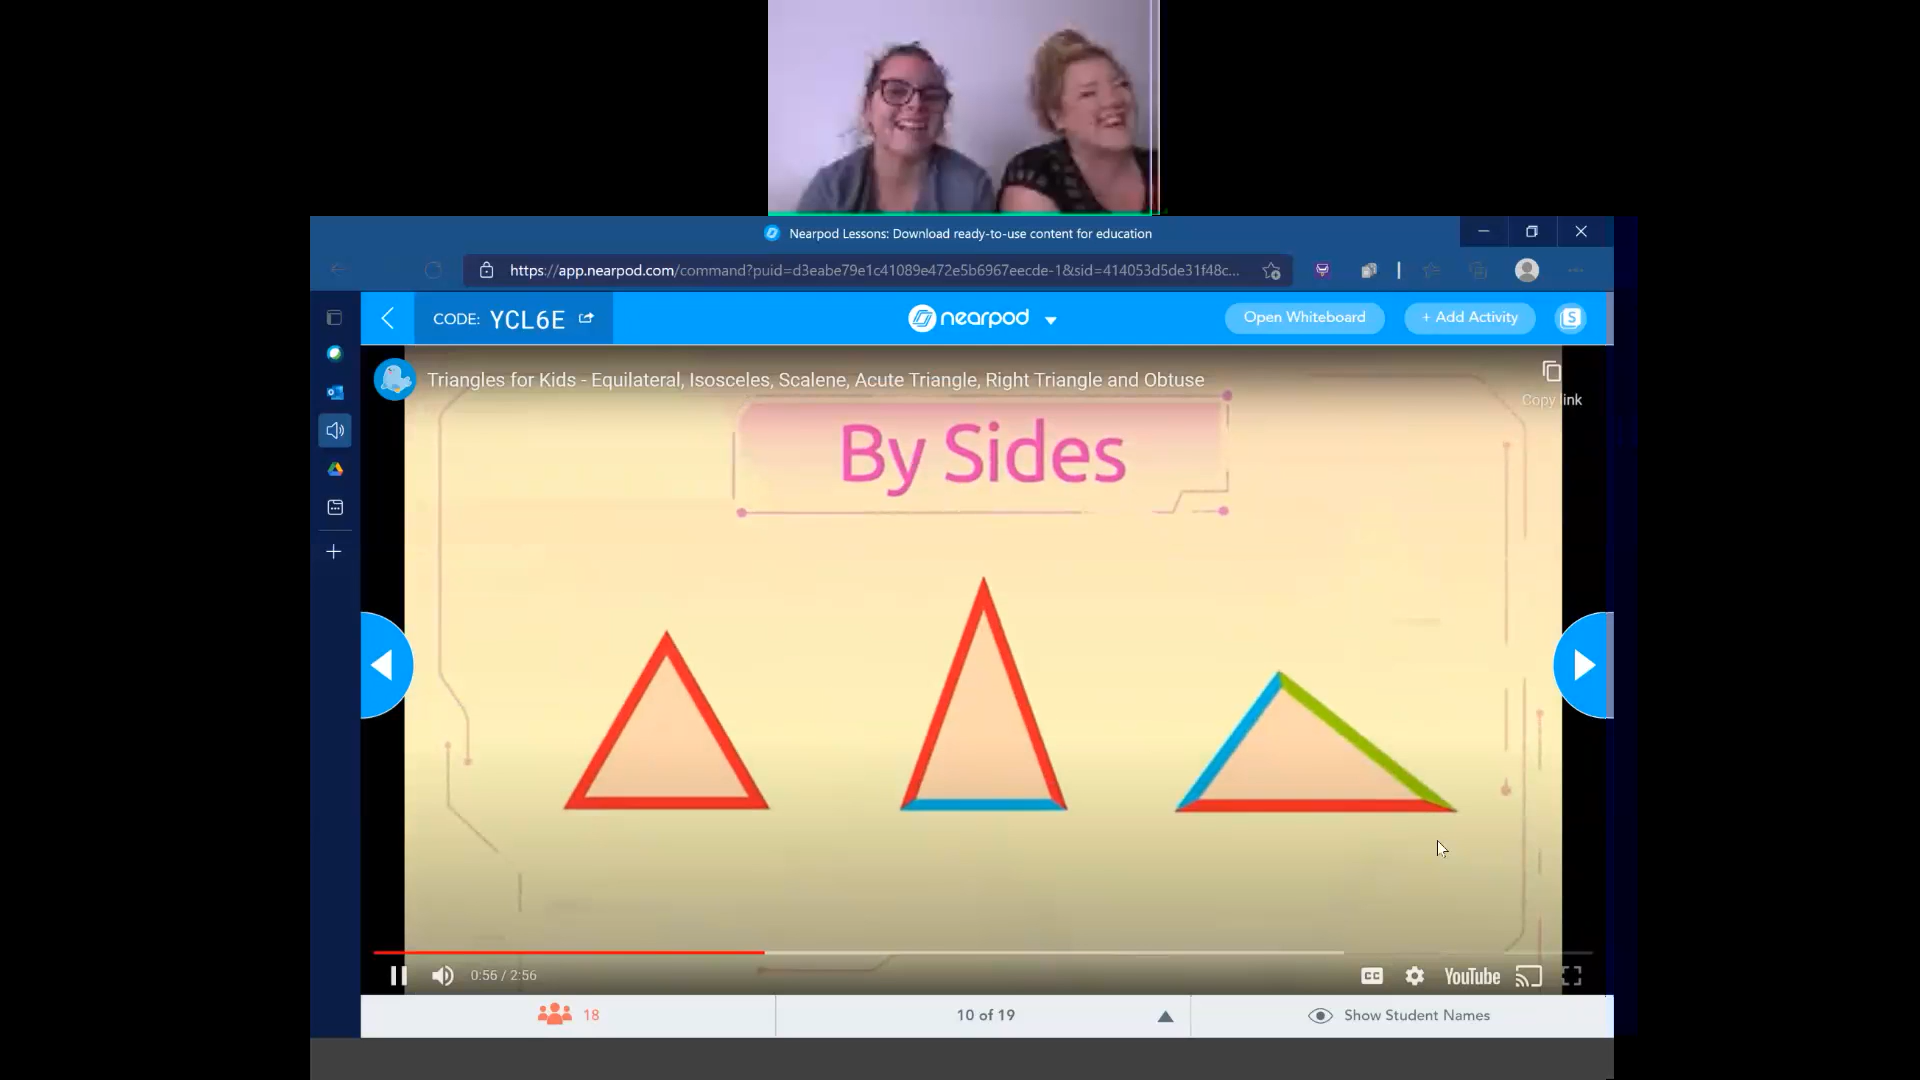 Nearpod Lessons: Download ready-to-use content for education
https://app.nearpod.com/command?puid=d3eabe79e1c41089e472e5b6967eecde-1&sid=414053d5de31f48c...
CODE: YCL6E
nearpod
Open Whiteboard
+ Add Activity
S
Triangles for Kids - Equilateral, Isosceles, Scalene, Acute Triangle, Right Triangle and Obtuse
Copy link
By Sides
0:56 / 2:56
CC
YouTube
18
10 of 19
Show Student Names